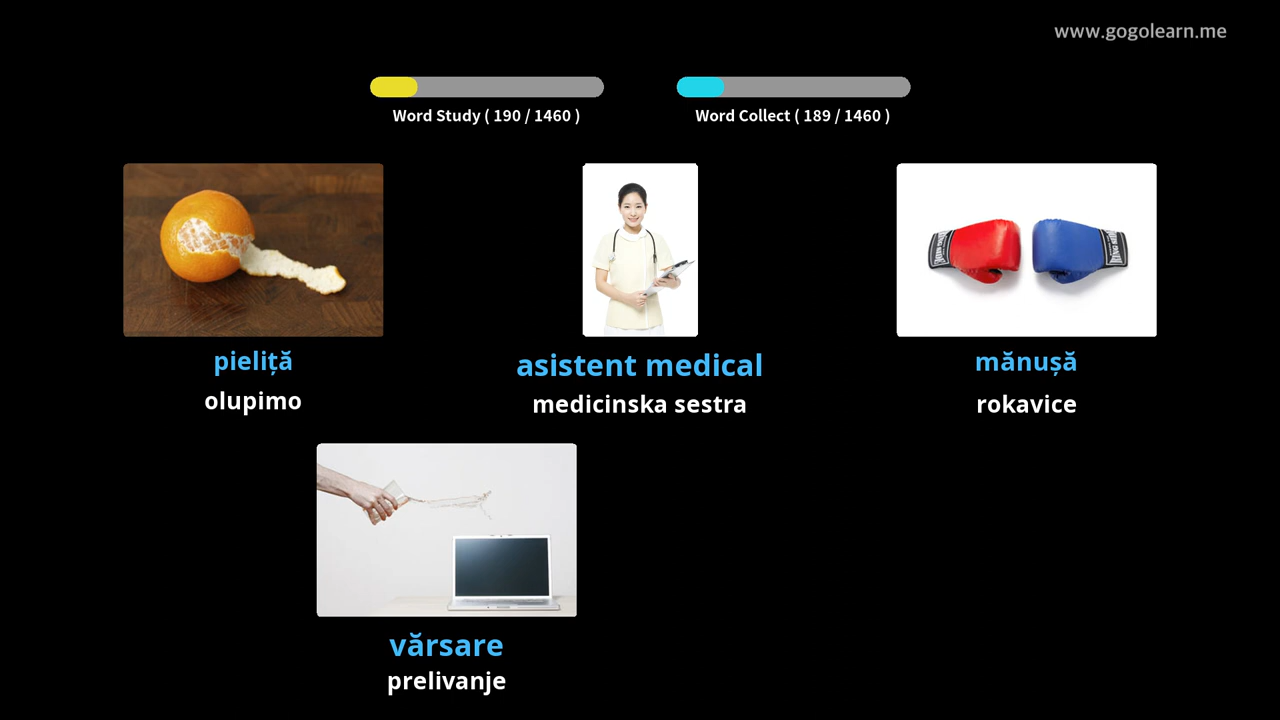 www.gogolearn.me
Word Study ( 190 / 1460 )
Word Collect ( 189 / 1460 )
pieliță
asistent medical
mănușă
olupimo
medicinska sestra
rokavice
vărsare
prelivanje